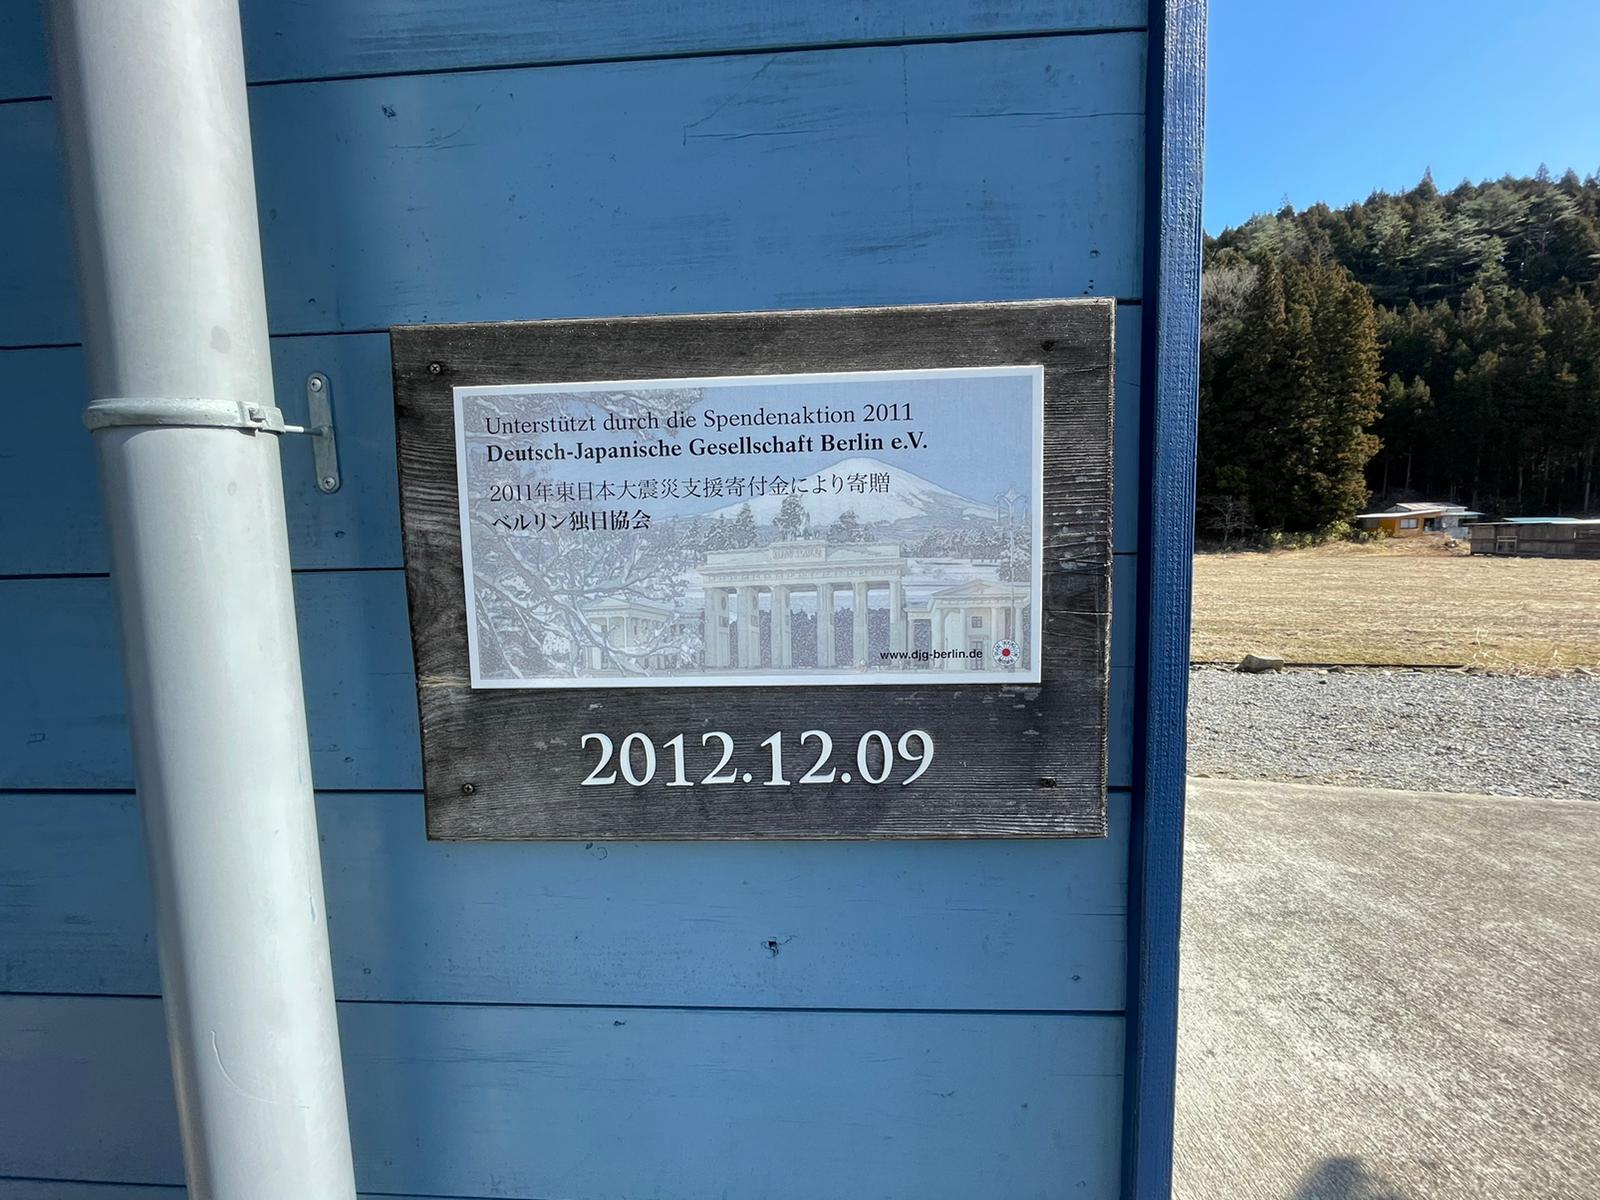 Unterstützt durch die Spendenaktion 2011
Deutsch-Japanische Gesellschaft Berlin e.V.
2011年東日本大震災支援寄付金により寄贈
ベルリン独日協会
www.djg-berlin.de
2012.12.09